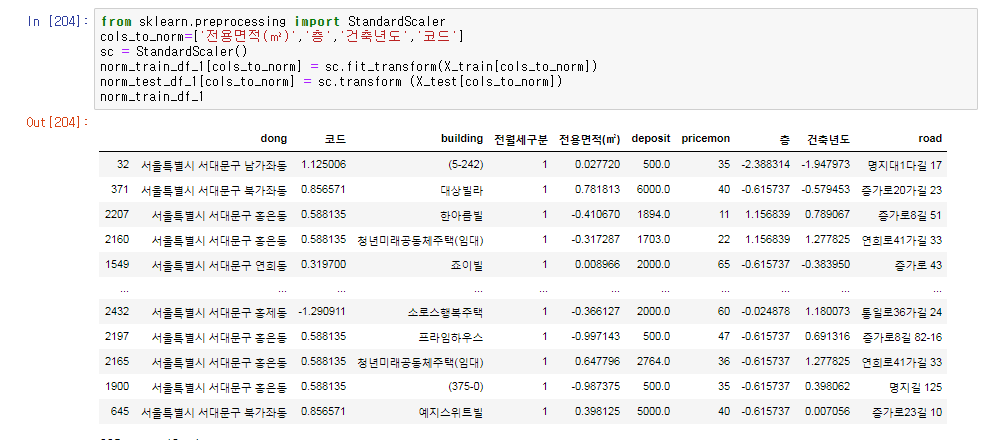 In [204]:
from sklearn.preprocessing import StandardScaler
cols_to_norm=['전용면적(㎡)','층','건축년도','코드']
sc = StandardScaler()
norm_train_df_1[cols_to_norm] = sc.fit_transform(X_train[cols_to_norm])
norm_test_df_1[cols_to_norm] = sc.transform (X_test[cols_to_norm])
norm_train_df_1
Out[204]:
dong 코드 building 전월세구분 전용면적(㎡) deposit pricemon 층 건축년도 road
32 서울특별시 서대문구 남가좌동 1.125006 (5-242) 1 0.027720 500.0 35 -2.388314 -1.947973 명지대1다길 17
371 서울특별시 서대문구 북가좌동 0.856571 대상빌라 1 0.781813 6000.0 40 -0.615737 -0.579453 증가로20가길 23
2207 서울특별시 서대문구 홍은동 0.588135 한아름빌 1 -0.410670 1894.0 11 1.156839 0.789067 증가로8길 51
2160 서울특별시 서대문구 홍은동 0.588135 청년미래공동체주택(임대) 1 -0.317287 1703.0 22 1.156839 1.277825 연희로41가길 33
1549 서울특별시 서대문구 연희동 0.319700 죠이빌 1 0.008966 2000.0 65 -0.615737 -0.383950 증가로 43
... ... ... ... ... ... ... ... ... ... ...
2432 서울특별시 서대문구 홍제동 -1.290911 소로스행복주택 1 -0.366127 2000.0 60 -0.024878 1.180073 통일로36가길 24
2197 서울특별시 서대문구 홍은동 0.588135 프라임하우스 1 -0.997143 500.0 47 -0.615737 0.691316 증가로8길 82-16
2165 서울특별시 서대문구 홍은동 0.588135 청년미래공동체주택(임대) 1 0.647796 2764.0 36 -0.615737 1.277825 연희로41가길 33
1900 서울특별시 서대문구 홍은동 0.588135 (375-0) 1 -0.987375 500.0 35 -0.615737 0.398062 명지길 125
645 서울특별시 서대문구 북가좌동 0.856571 예지스위트빌 1 0.398125 5000.0 40 -0.615737 0.007056 증가로23길 10